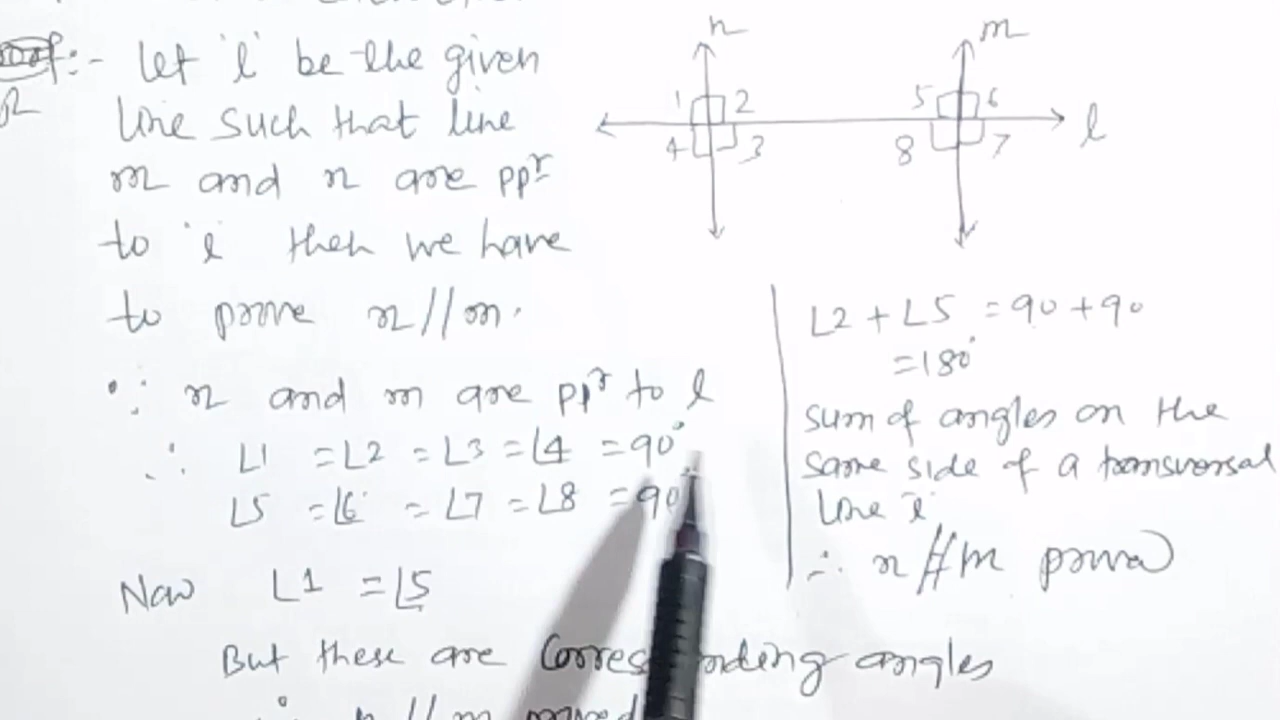 :- Let 'l' be the given
line such that line
m and n are ppr
to 'l' then we have
to prove n//m.
∵ n and m are ppr to l
∴ ∠1 = ∠2 = ∠3 = ∠4 = 90°
∠5 = ∠6 = ∠7 = ∠8 = 90
Now ∠1 = ∠5
But these are Corresponding angles
∴ n // m proved
n m
1 2 5 6
l
4 3 8 7
∠2 + ∠5 = 90 + 90
= 180°
sum of angles on the
same side of a transversal
line 'l'
∴ n // m